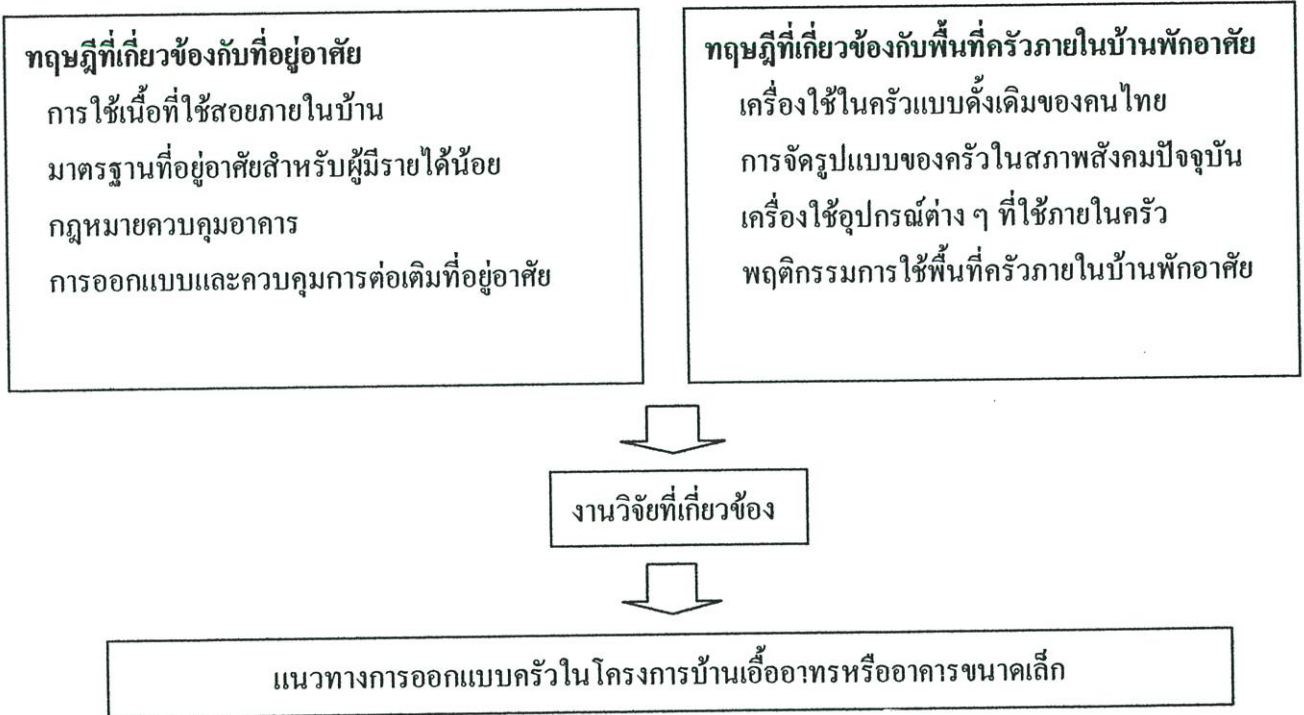 ทฤษฎีที่เกี่ยวข้องกับที่อยู่อาศัย
การใช้เนื้อที่ใช้สอยภายในบ้าน
มาตรฐานที่อยู่อาศัยสำหรับผู้มีรายได้น้อย
กฎหมายควบคุมอาคาร
การออกแบบและควบคุมการต่อเติมที่อยู่อาศัย
ทฤษฎีที่เกี่ยวข้องกับพื้นที่ครัวภายในบ้านพักอาศัย
เครื่องใช้ในครัวแบบดั้งเดิมของคนไทย
การจัดรูปแบบของครัวในสภาพสังคมปัจจุบัน
เครื่องใช้อุปกรณ์ต่าง ๆ ที่ใช้ภายในครัว
พฤติกรรมการใช้พื้นที่ครัวภายในบ้านพักอาศัย
งานวิจัยที่เกี่ยวข้อง
แนวทางการออกแบบครัวในโครงการบ้านเอื้ออาทรหรืออาคารขนาดเล็ก